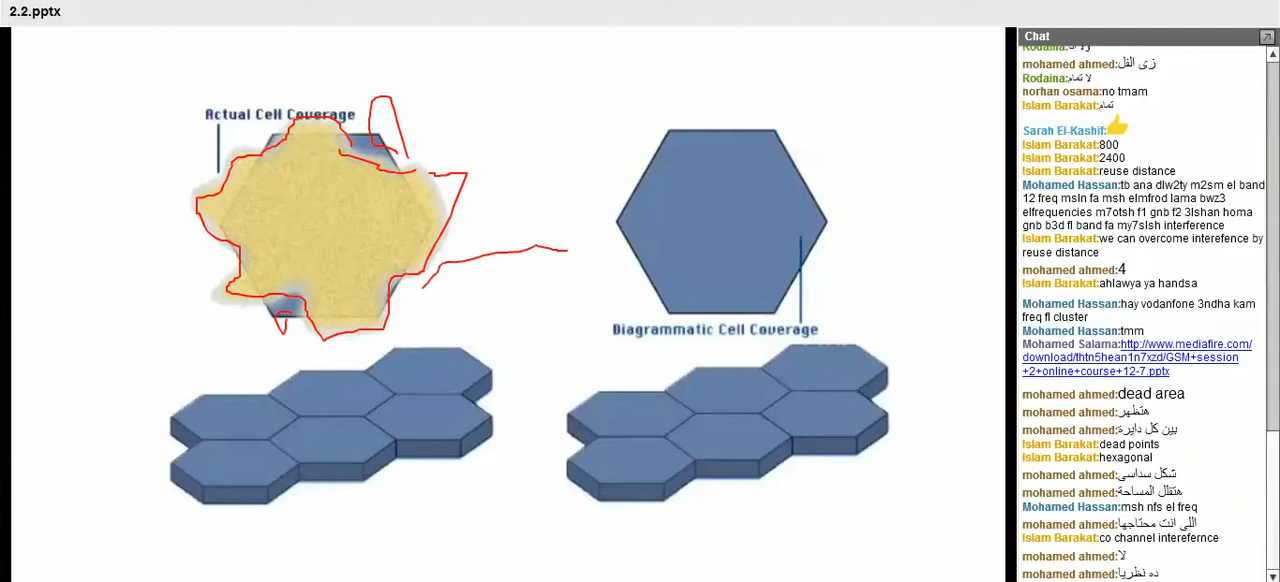 2.2.pptx
Actual Cell Coverage
Diagrammatic Cell Coverage
Chat
Rodaina:ولا انا
mohamed ahmed:زى الفل
Rodaina:لا تمام
norhan osama:no tmam
Islam Barakat:تمام
Sarah El-Kashif:
Islam Barakat:800
Islam Barakat:2400
Islam Barakat:reuse distance
Mohamed Hassan:tb ana dlw2ty m2sm el band
12 freq msln fa msh elmfrod lama bwz3
elfrequencies m7otsh f1 gnb f2 3lshan homa
gnb b3d fl band fa my7slsh interference
Islam Barakat:we can overcome interefence by
reuse distance
mohamed ahmed:4
Islam Barakat:ahlawya ya handsa
Mohamed Hassan:hay vodanfone 3ndha kam
freq fl cluster
Mohamed Hassan:tmm
Mohamed Salama:http://www.mediafire.com/
download/thtn5hean1n7xzd/GSM+session
+2+online+course+12-7.pptx
mohamed ahmed:dead area
mohamed ahmed:هتظهر
mohamed ahmed:بين كل دايرة
Islam Barakat:dead points
Islam Barakat:hexagonal
mohamed ahmed:شكل سداسى
mohamed ahmed:هتقلل المساحة
Mohamed Hassan:msh nfs el freq
mohamed ahmed:اللى انت محتاجها
Islam Barakat:co channel interefernce
mohamed ahmed:لا
mohamed ahmed:ده نظريا